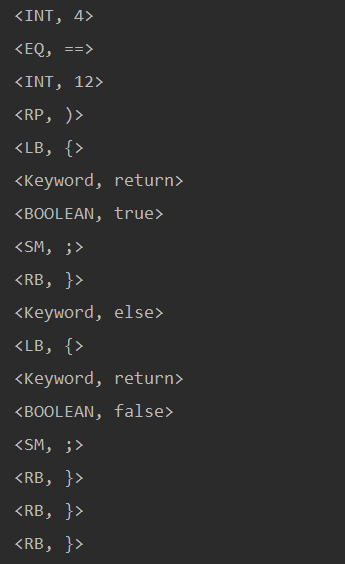 <INT, 4>
<EQ, ==>
<INT, 12>
<RP, )>
<LB, {>
<Keyword, return>
<BOOLEAN, true>
<SM, ;>
<RB, }>
<Keyword, else>
<LB, {>
<Keyword, return>
<BOOLEAN, false>
<SM, ;>
<RB, }>
<RB, }>
<RB, }>